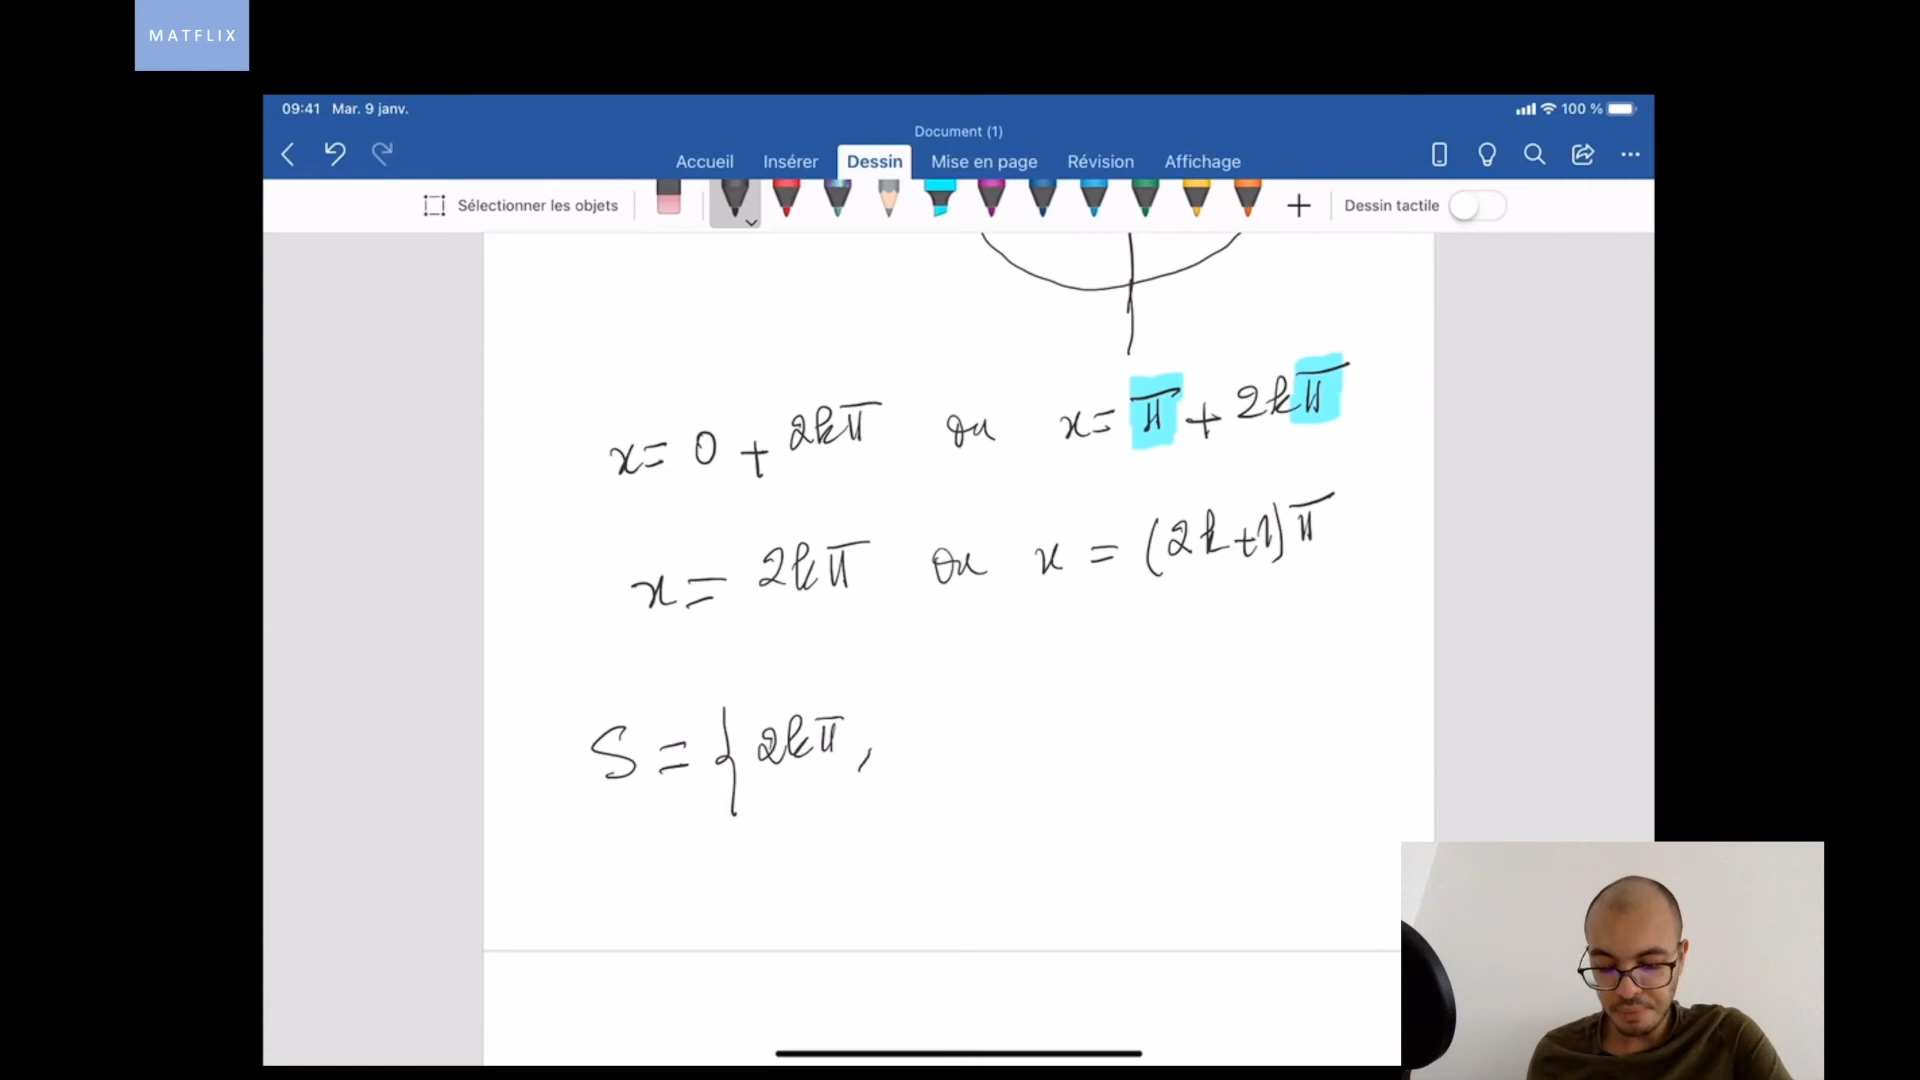 MATFLIX
09:41 Mar. 9 janv.
100 %
Document (1)
Accueil Insérer Dessin Mise en page Révision Affichage
Sélectionner les objets
Dessin tactile
x = 0 + 2kπ ou x = π + 2kπ
x = 2kπ ou x = (2k+1)π
S = { 2kπ ,